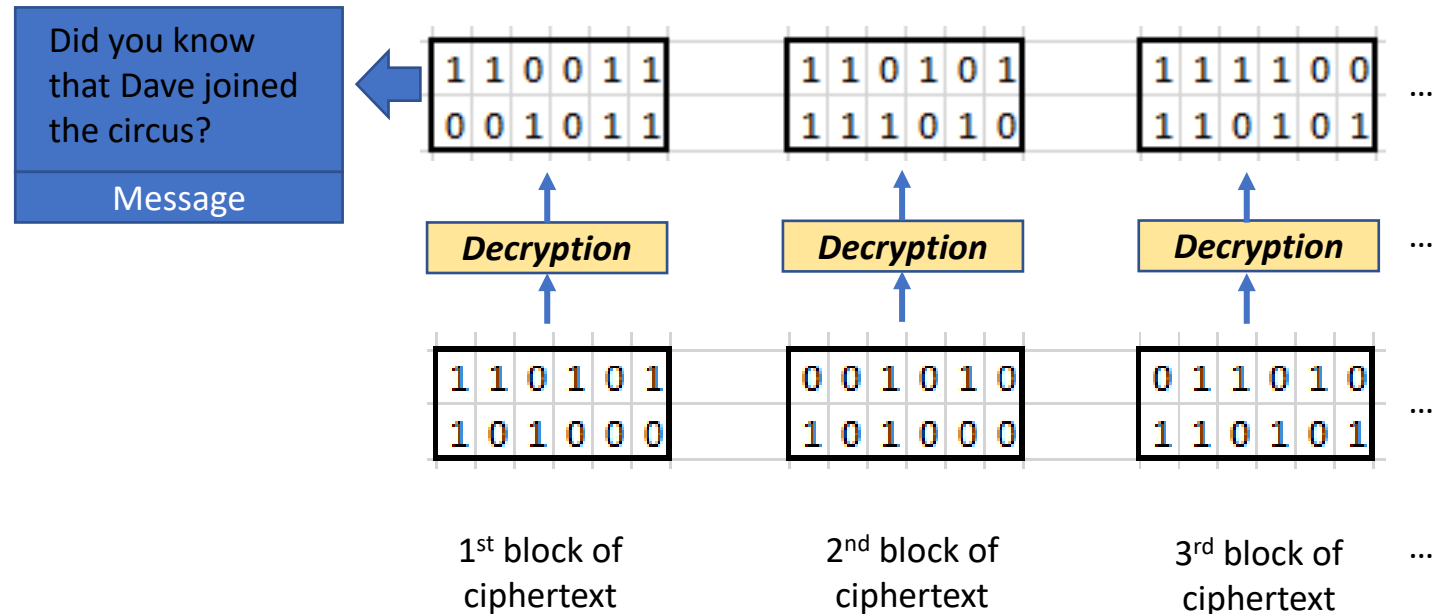 Did you know
that Dave joined
the circus?
Message
1 1 0 0 1 1
0 0 1 0 1 1
1 1 0 1 0 1
1 1 1 0 1 0
1 1 1 1 0 0
1 1 0 1 0 1
...
Decryption
Decryption
Decryption
...
1 1 0 1 0 1
1 0 1 0 0 0
0 0 1 0 1 0
1 0 1 0 0 0
0 1 1 0 1 0
1 1 0 1 0 1
...
1st block of
ciphertext
2nd block of
ciphertext
3rd block of
ciphertext
...